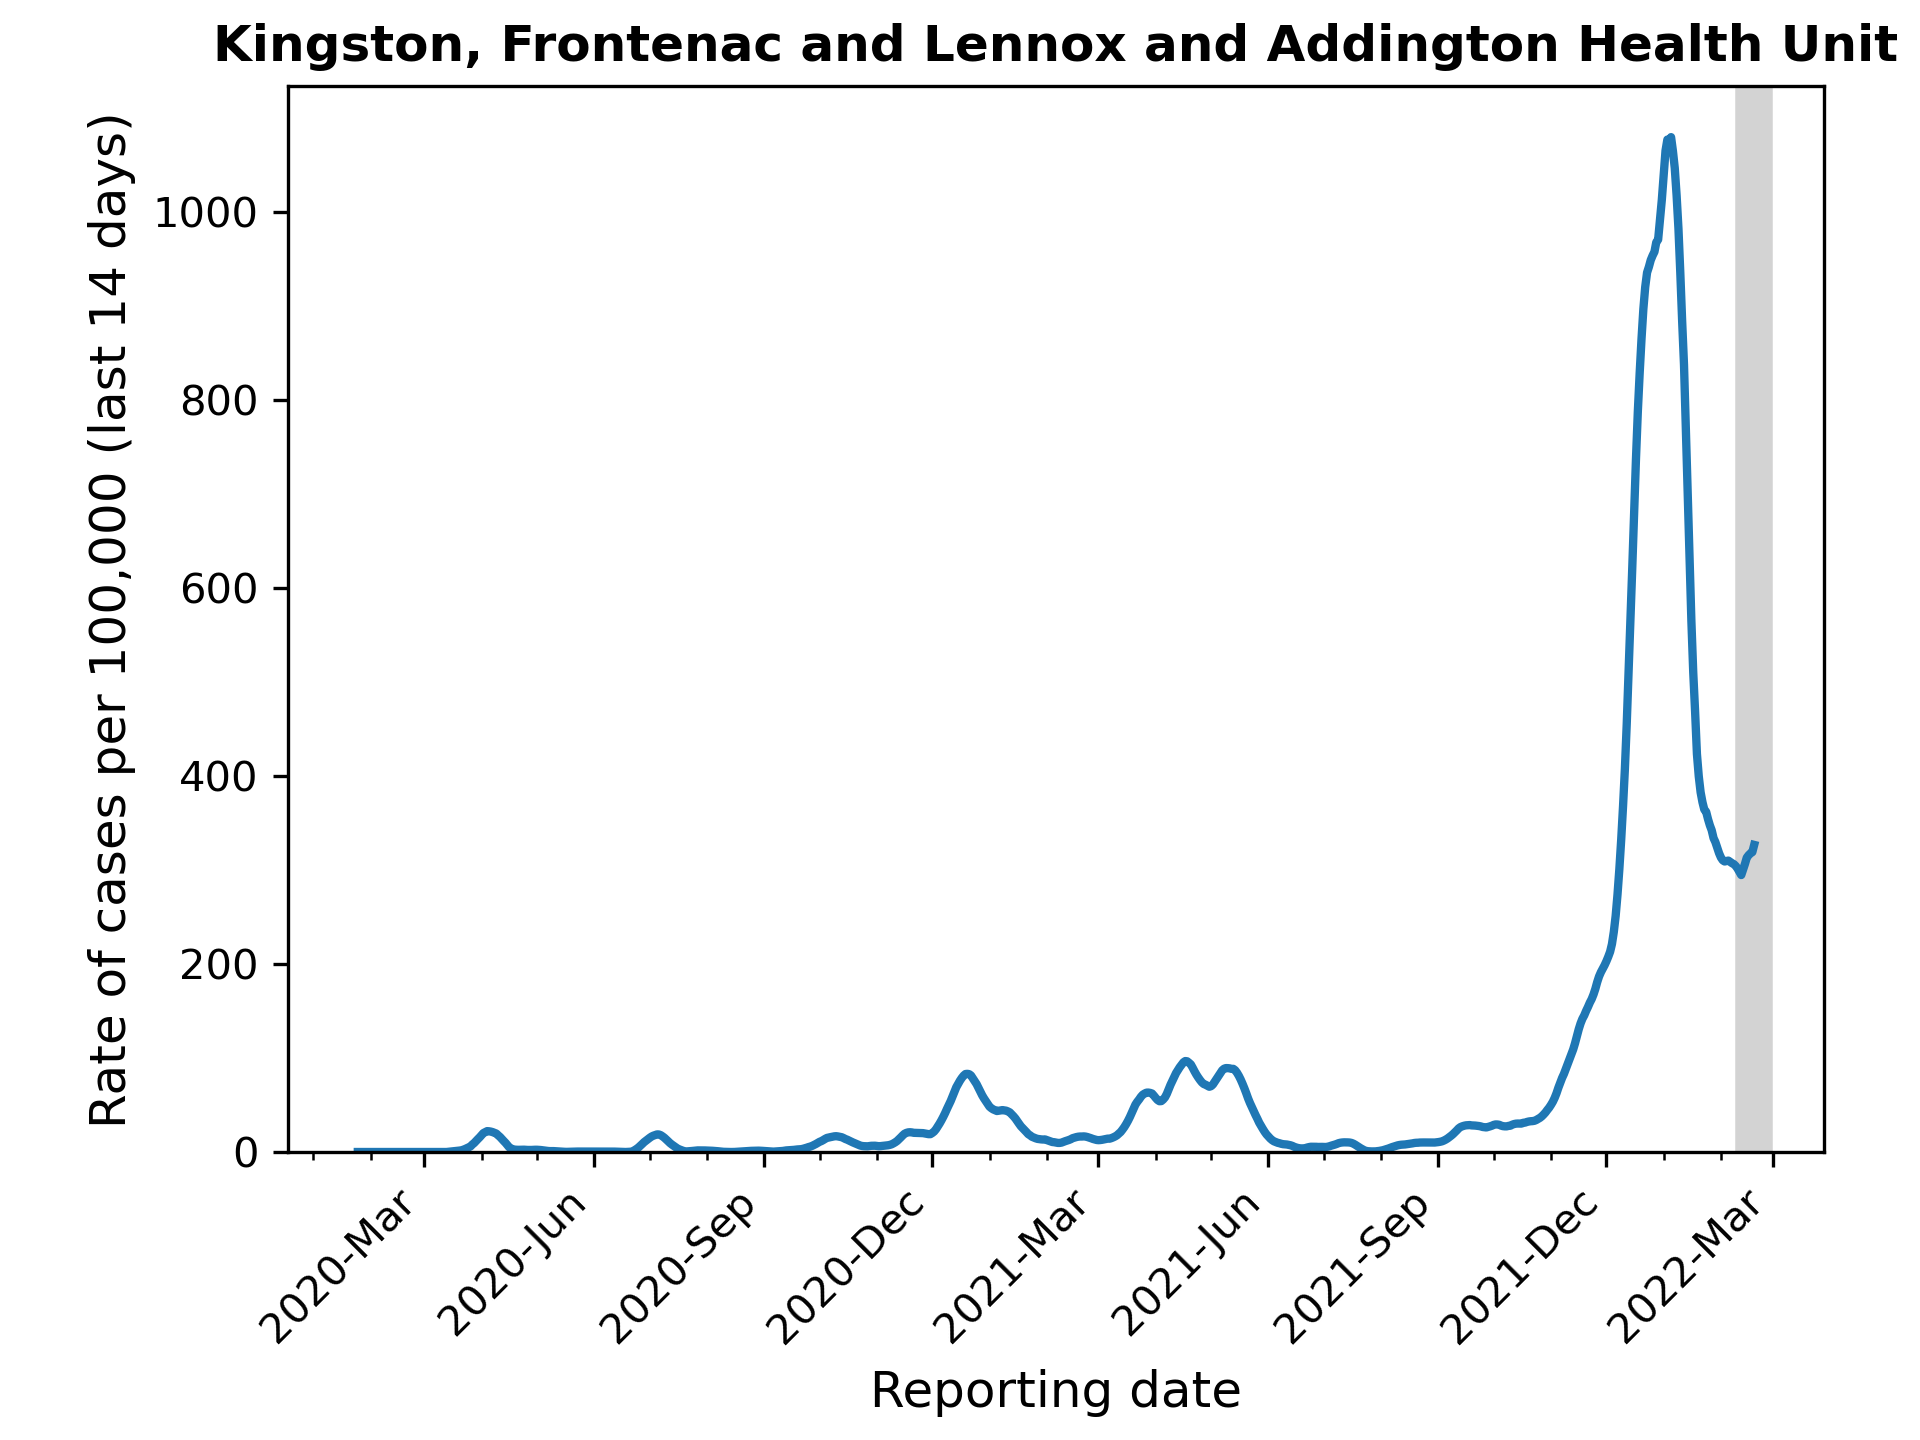 Kingston, Frontenac and Lennox and Addington Health Unit
Rate of cases per 100,000 (last 14 days)
1000
800
600
400
200
0
2020-Mar
2020-Jun
2020-Sep
2020-Dec
2021-Mar
2021-Jun
2021-Sep
2021-Dec
2022-Mar
Reporting date